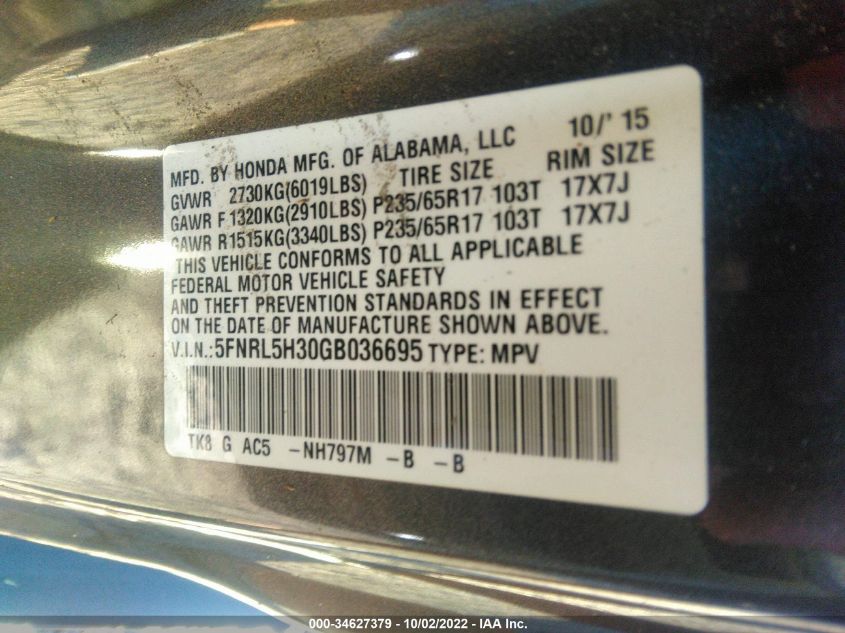 MFD. BY HONDA MFG. OF ALABAMA, LLC 10/' 15
GVWR 2730KG(6019LBS) TIRE SIZE RIM SIZE
GAWR F1320KG(2910LBS) P235/65R17 103T 17X7J
GAWR R1515KG(3340LBS) P235/65R17 103T 17X7J
THIS VEHICLE CONFORMS TO ALL APPLICABLE
FEDERAL MOTOR VEHICLE SAFETY
AND THEFT PREVENTION STANDARDS IN EFFECT
ON THE DATE OF MANUFACTURE SHOWN ABOVE.
V.I.N.:5FNRL5H30GB036695 TYPE: MPV
TK8 G AC5 -NH797M -B -B
000-34627379 - 10/02/2022 - IAA Inc.